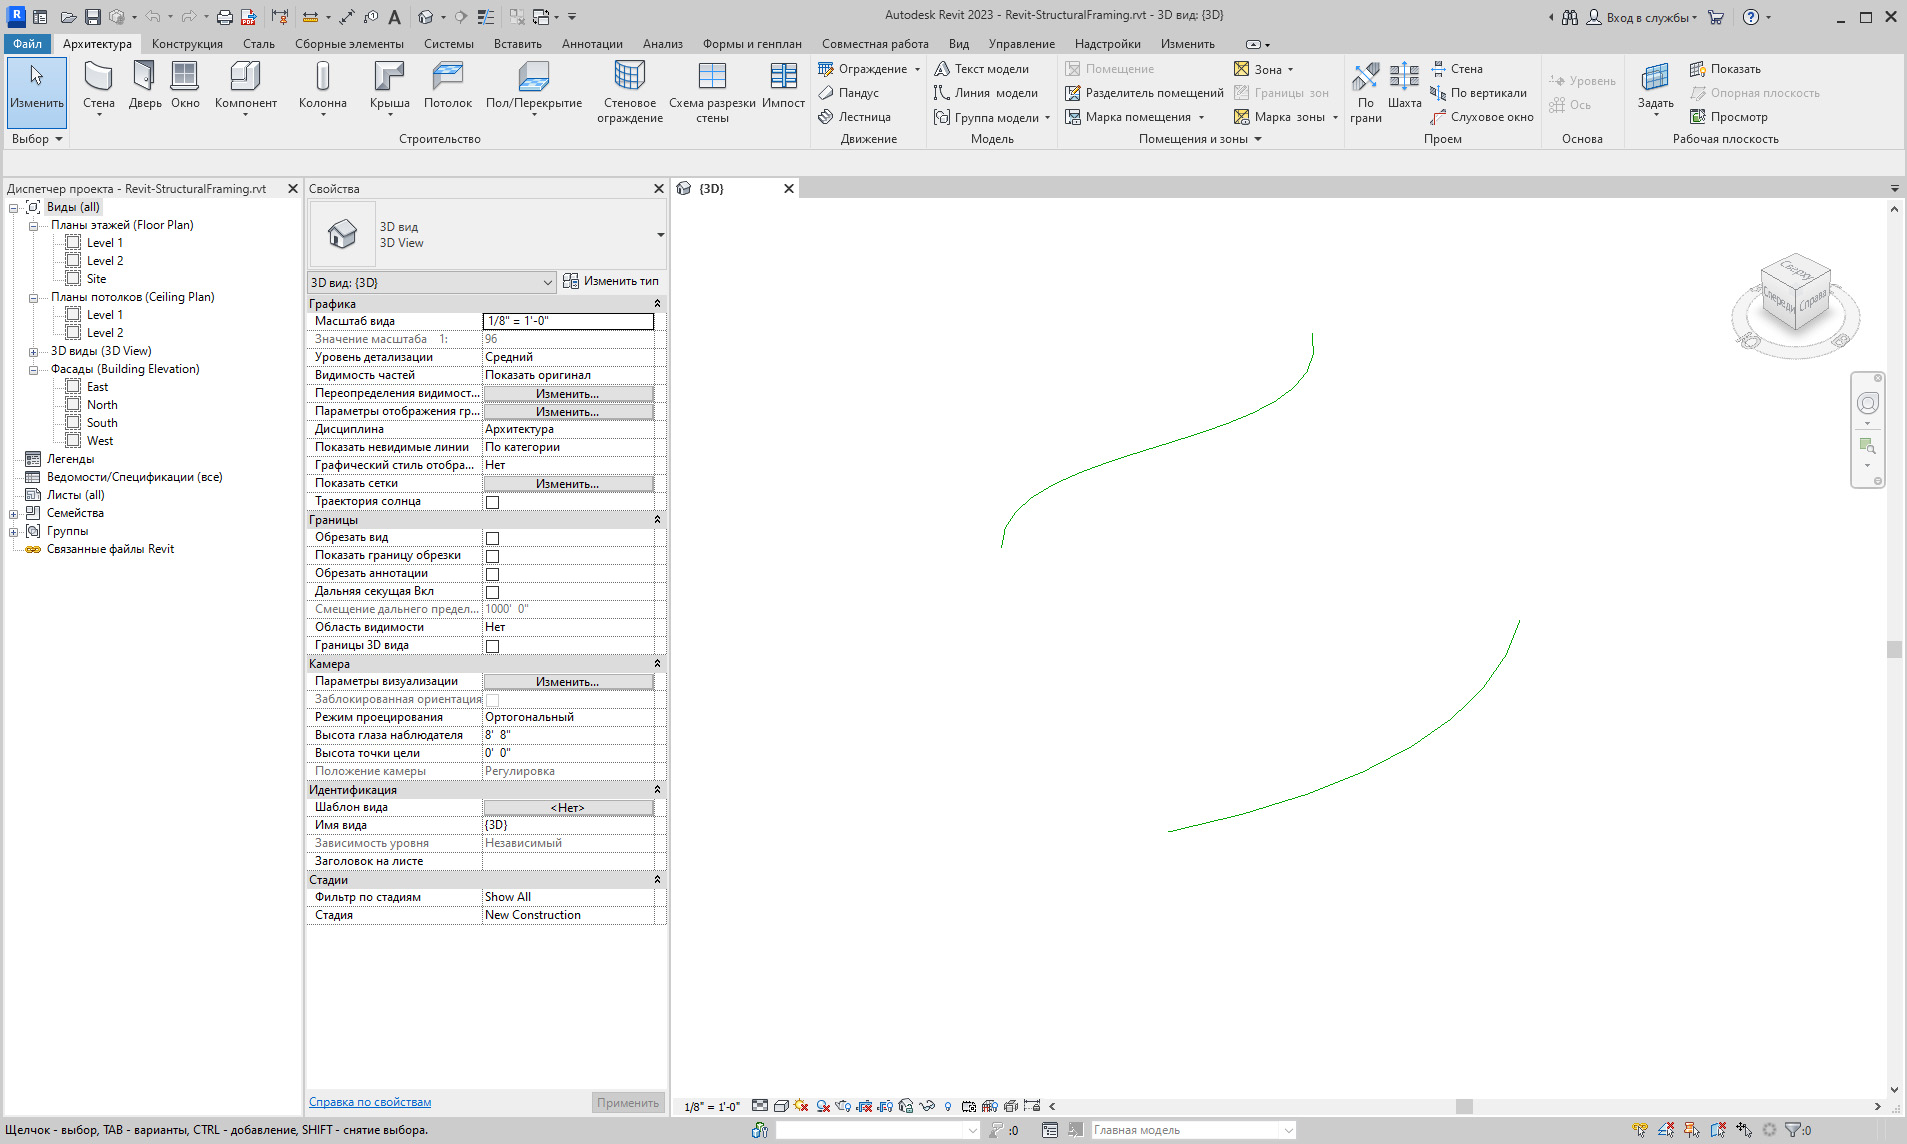 Autodesk Revit 2023 - Revit-StructuralFraming.rvt - 3D вид: {3D}
Вход в службы
Файл Архитектура Конструкция Сталь Сборные элементы Системы Вставить Аннотации Анализ Формы и генплан Совместная работа Вид Управление Надстройки Изменить
Изменить
Стена
Дверь
Окно
Компонент
Колонна
Крыша
Потолок
Пол/Перекрытие
Стеновое ограждение
Схема разрезки стены
Импост
Ограждение
Пандус
Лестница
Текст модели
Линия модели
Группа модели
Помещение
Разделитель помещений
Марка помещения
Зона
Границы зон
Марка зоны
По грани
Шахта
Стена
По вертикали
Слуховое окно
Уровень
Ось
Задать
Показать
Опорная плоскость
Просмотр
Выбор Строительство Движение Модель Помещения и зоны Проем Основа Рабочая плоскость
Диспетчер проекта - Revit-StructuralFraming.rvt
Виды (all)
Планы этажей (Floor Plan)
Level 1
Level 2
Site
Планы потолков (Ceiling Plan)
Level 1
Level 2
3D виды (3D View)
Фасады (Building Elevation)
East
North
South
West
Легенды
Ведомости/Спецификации (все)
Листы (all)
Семейства
Группы
Связанные файлы Revit
Свойства
3D вид
3D View
3D вид: {3D} Изменить тип
Графика
Масштаб вида 1/8" = 1'-0"
Значение масштаба 1: 96
Уровень детализации Средний
Видимость частей Показать оригинал
Переопределения видимост... Изменить...
Параметры отображения гр... Изменить...
Дисциплина Архитектура
Показать невидимые линии По категории
Графический стиль отобра... Нет
Показать сетки Изменить...
Траектория солнца
Границы
Обрезать вид
Показать границу обрезки
Обрезать аннотации
Дальняя секущая Вкл
Смещение дальнего предел... 1000' 0"
Область видимости Нет
Границы 3D вида
Камера
Параметры визуализации Изменить...
Заблокированная ориентация
Режим проецирования Ортогональный
Высота глаза наблюдателя 8' 8"
Высота точки цели 0' 0"
Положение камеры Регулировка
Идентификация
Шаблон вида <Нет>
Имя вида {3D}
Зависимость уровня Независимый
Заголовок на листе
Стадии
Фильтр по стадиям Show All
Стадия New Construction
Справка по свойствам Применить
{3D}
Сверху
Спереди Справа
1/8" = 1'-0"
Щелчок - выбор, TAB - варианты, CTRL - добавление, SHIFT - снятие выбора.
:0
Главная модель
:0